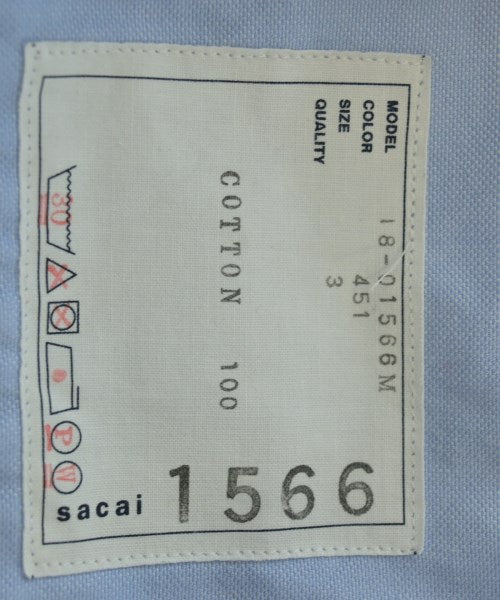 MODEL 18-01566M
COLOR 451
SIZE 3
QUALITY
COTTON 100
30
P
W
sacai
1566